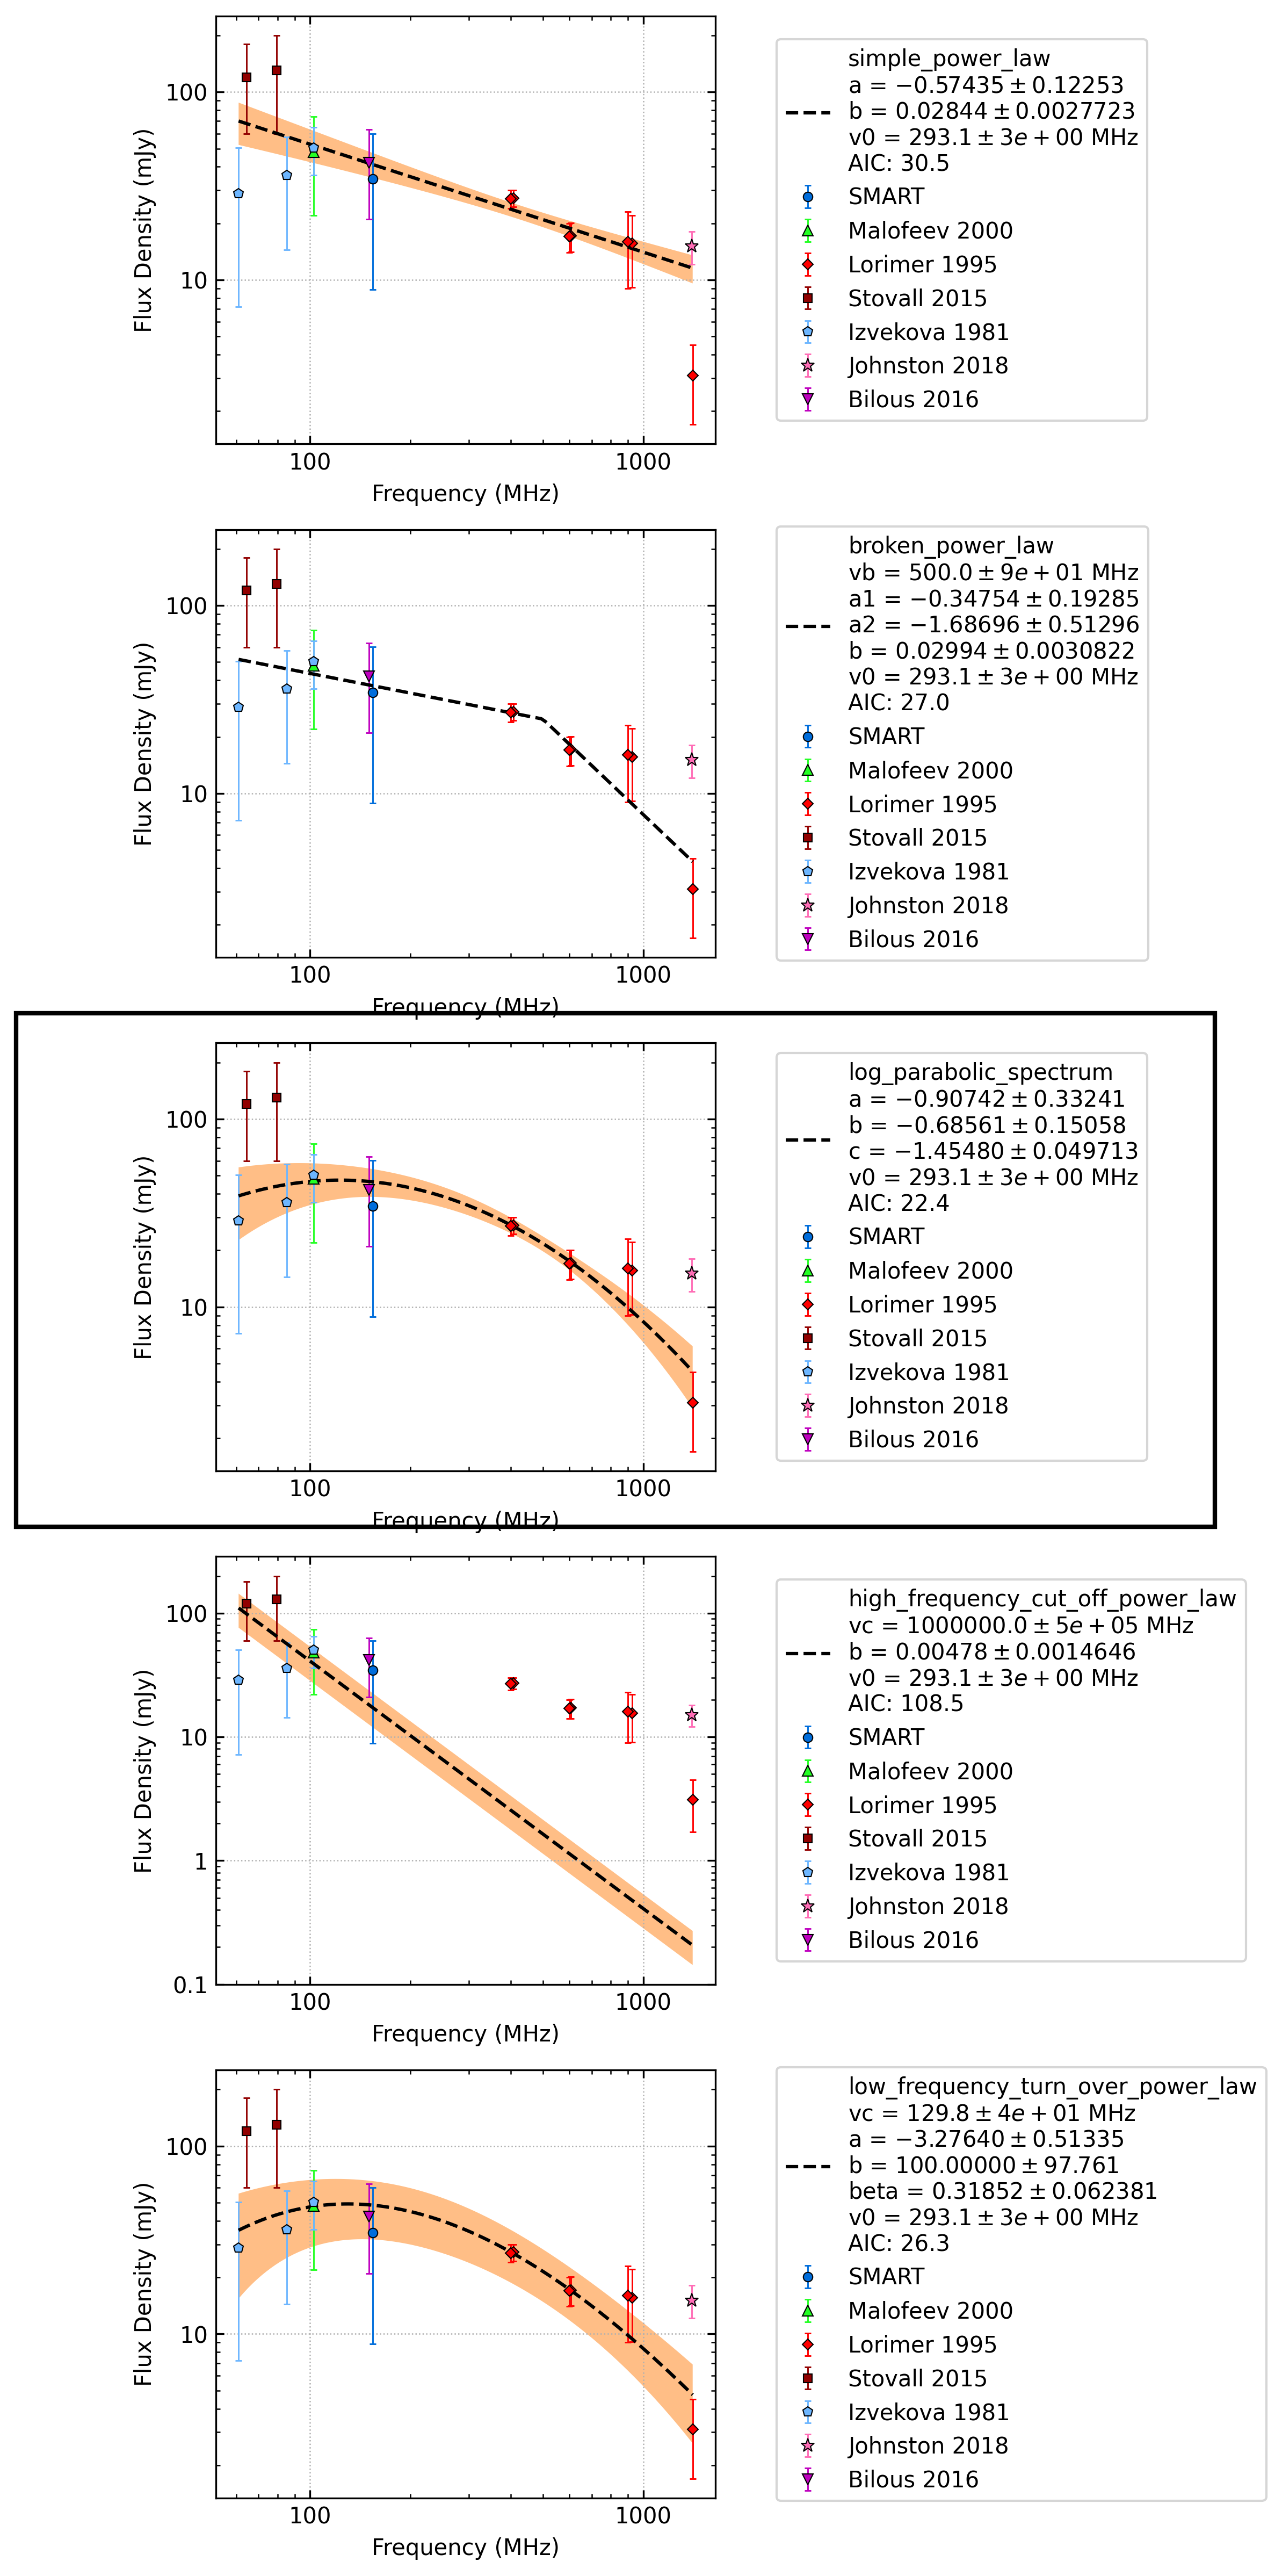 100
10
Flux Density (mJy)
100 1000
Frequency (MHz)
simple_power_law
a = −0.57435 ± 0.12253
b = 0.02844 ± 0.0027723
v0 = 293.1 ± 3e + 00 MHz
AIC: 30.5
SMART
Malofeev 2000
Lorimer 1995
Stovall 2015
Izvekova 1981
Johnston 2018
Bilous 2016
100
10
Flux Density (mJy)
100 1000
Frequency (MHz)
broken_power_law
vb = 500.0 ± 9e + 01 MHz
a1 = −0.34754 ± 0.19285
a2 = −1.68696 ± 0.51296
b = 0.02994 ± 0.0030822
v0 = 293.1 ± 3e + 00 MHz
AIC: 27.0
SMART
Malofeev 2000
Lorimer 1995
Stovall 2015
Izvekova 1981
Johnston 2018
Bilous 2016
100
10
Flux Density (mJy)
100 1000
Frequency (MHz)
log_parabolic_spectrum
a = −0.90742 ± 0.33241
b = −0.68561 ± 0.15058
c = −1.45480 ± 0.049713
v0 = 293.1 ± 3e + 00 MHz
AIC: 22.4
SMART
Malofeev 2000
Lorimer 1995
Stovall 2015
Izvekova 1981
Johnston 2018
Bilous 2016
100
10
1
0.1
Flux Density (mJy)
100 1000
Frequency (MHz)
high_frequency_cut_off_power_law
vc = 1000000.0 ± 5e + 05 MHz
b = 0.00478 ± 0.0014646
v0 = 293.1 ± 3e + 00 MHz
AIC: 108.5
SMART
Malofeev 2000
Lorimer 1995
Stovall 2015
Izvekova 1981
Johnston 2018
Bilous 2016
100
10
Flux Density (mJy)
100 1000
Frequency (MHz)
low_frequency_turn_over_power_law
vc = 129.8 ± 4e + 01 MHz
a = −3.27640 ± 0.51335
b = 100.00000 ± 97.761
beta = 0.31852 ± 0.062381
v0 = 293.1 ± 3e + 00 MHz
AIC: 26.3
SMART
Malofeev 2000
Lorimer 1995
Stovall 2015
Izvekova 1981
Johnston 2018
Bilous 2016